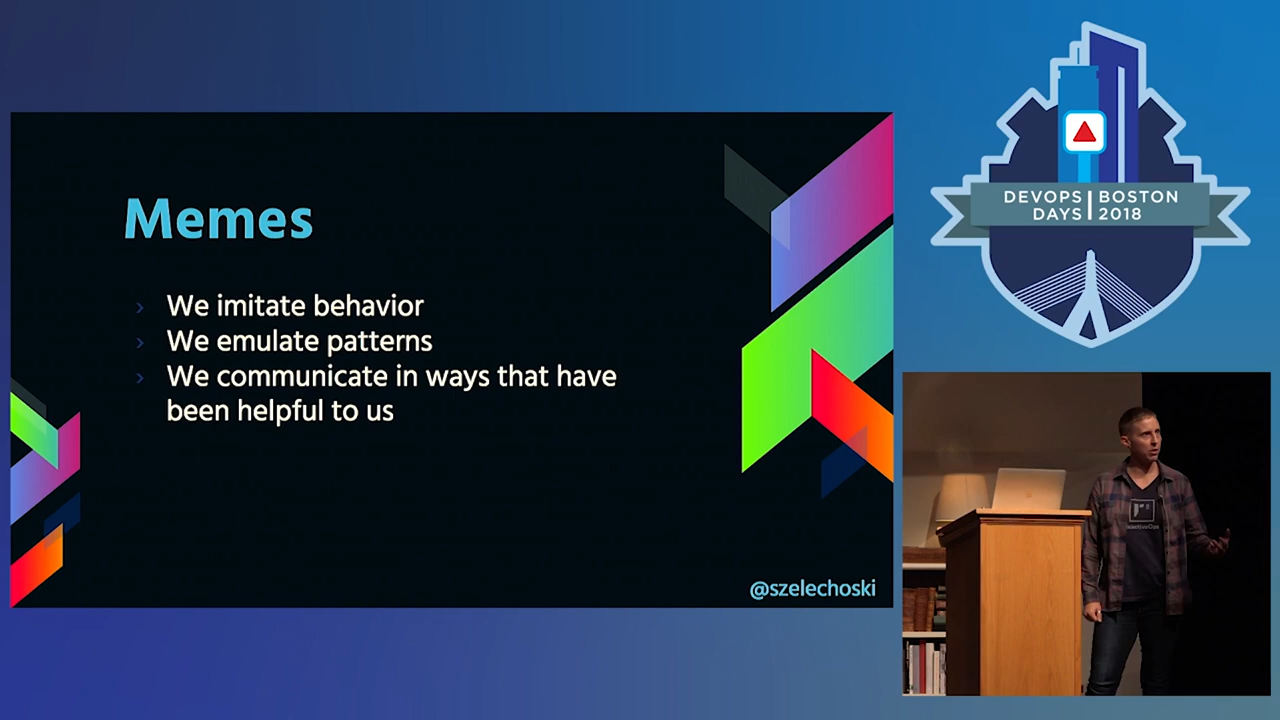 Memes
› We imitate behavior
› We emulate patterns
› We communicate in ways that have
been helpful to us
@szelechoski
DEVOPS | BOSTON
DAYS | 2018